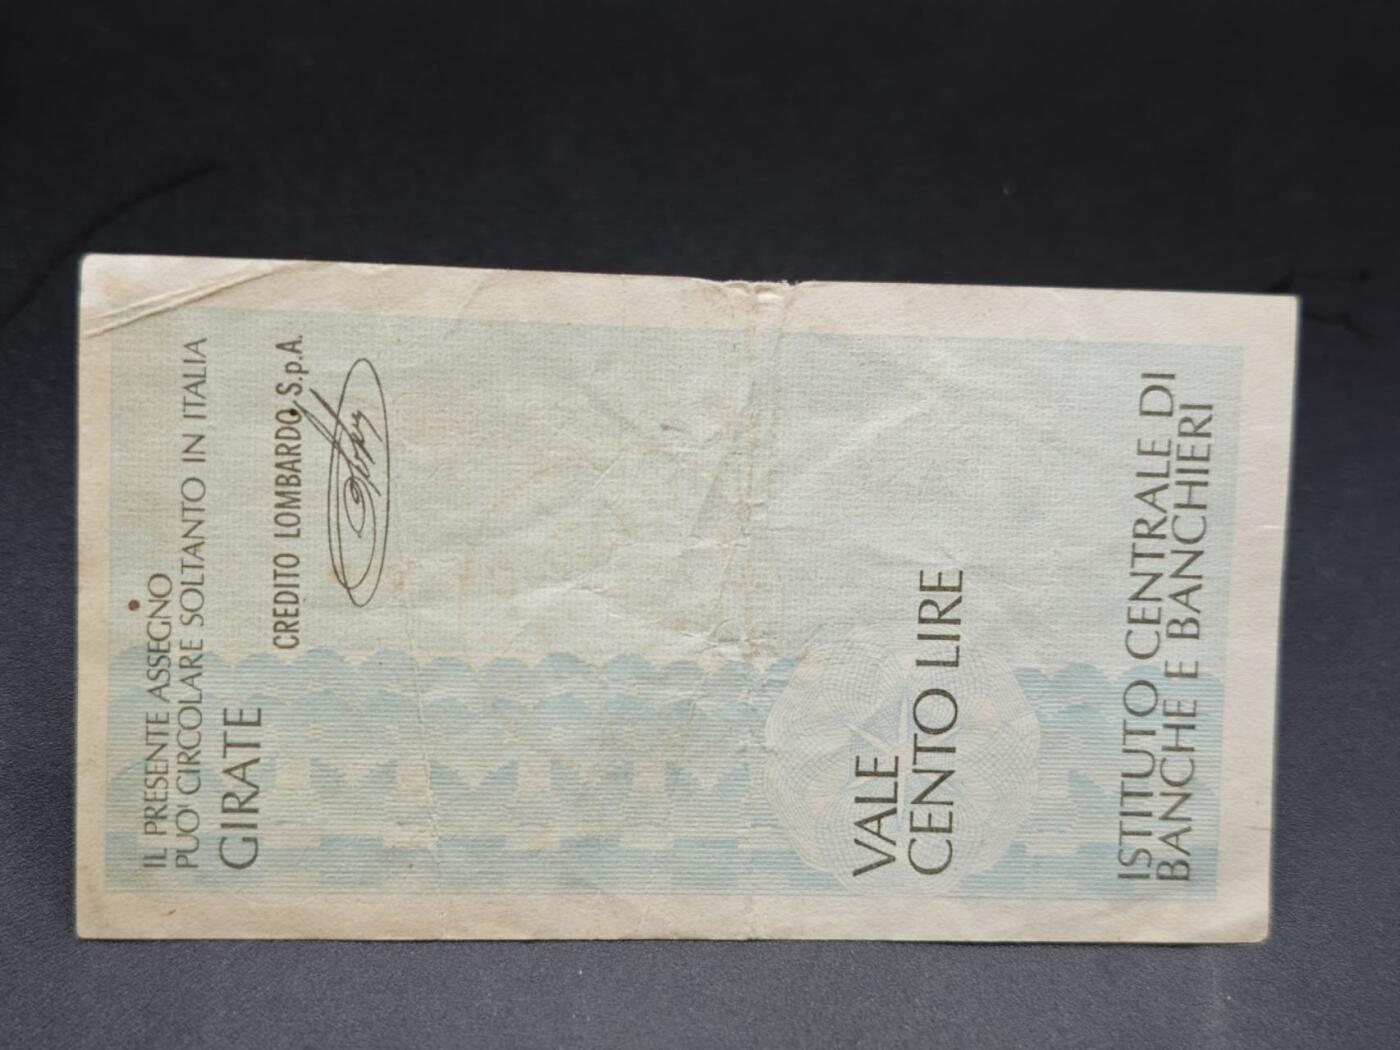 IL PRESENTE ASSEGNO
PUO' CIRCOLARE SOLTANTO IN ITALIA
GIRATE
CREDITO LOMBARDO S.p.A.
VALE
CENTO LIRE
ISTITUTO CENTRALE DI
BANCHE E BANCHIERI